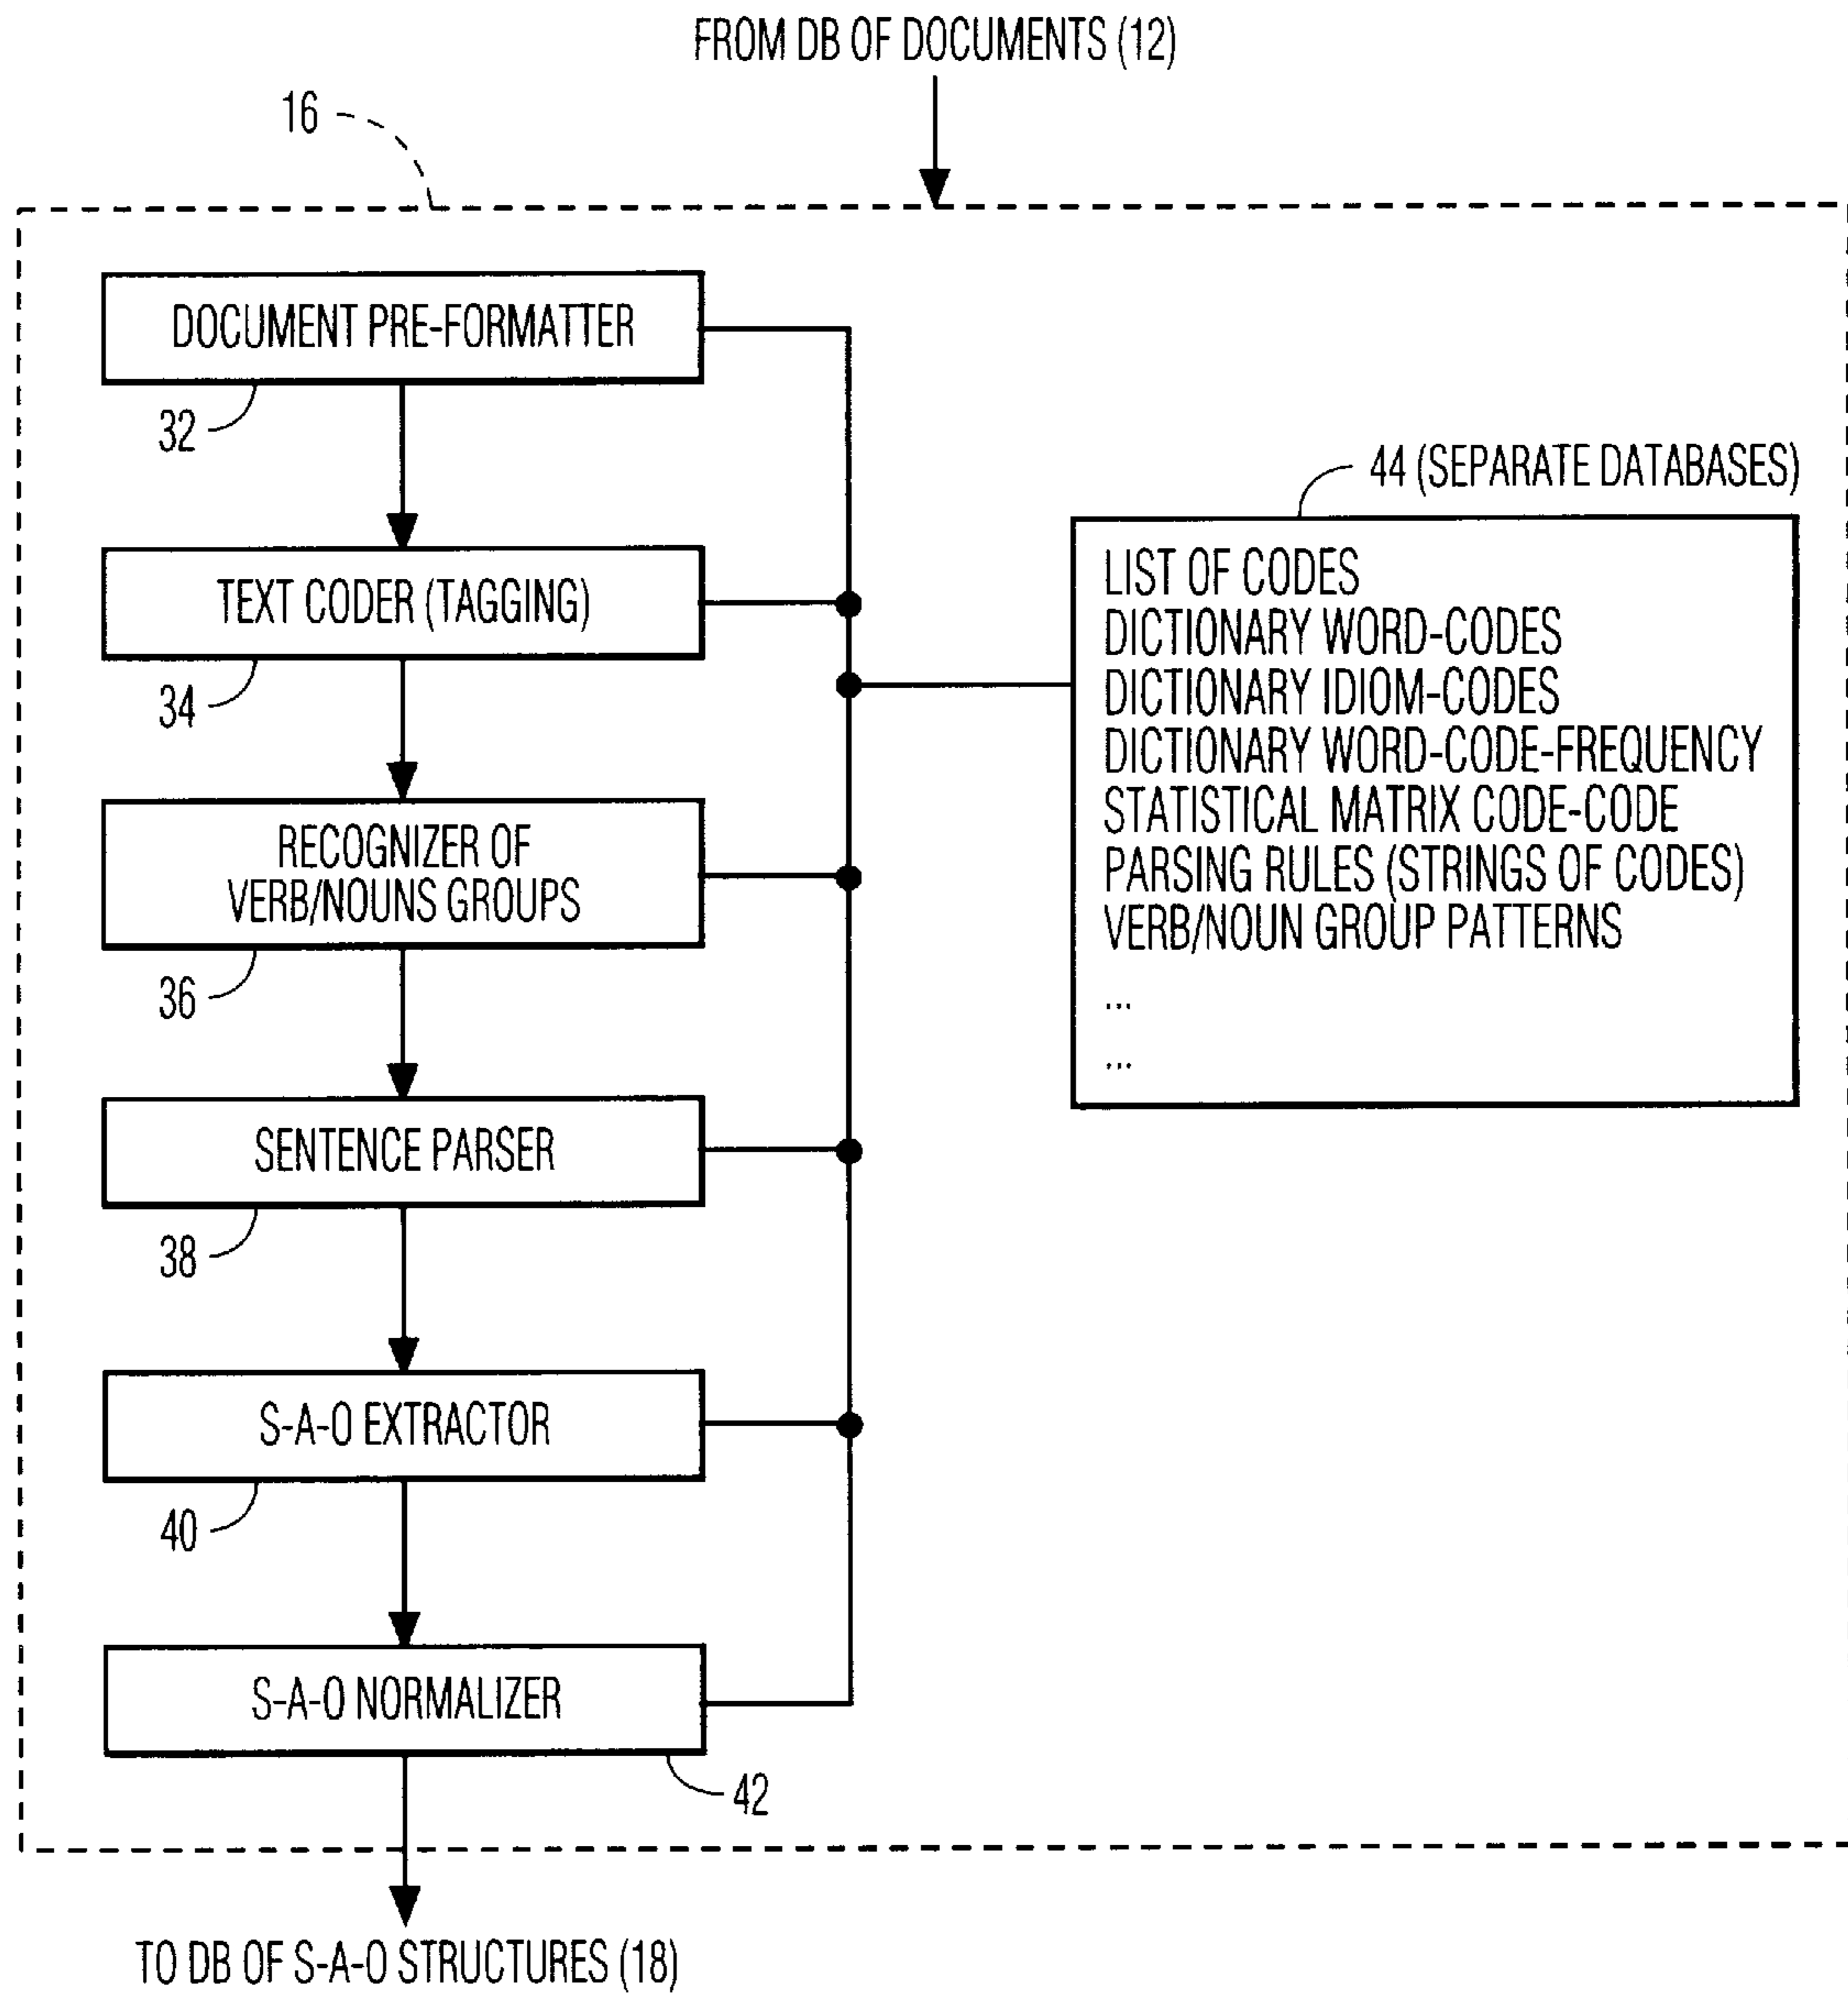 FROM DB OF DOCUMENTS (12)
16
DOCUMENT PRE-FORMATTER
32
44 (SEPARATE DATABASES)
LIST OF CODES
DICTIONARY WORD-CODES
DICTIONARY IDIOM-CODES
DICTIONARY WORD-CODE-FREQUENCY
STATISTICAL MATRIX CODE-CODE
PARSING RULES (STRINGS OF CODES)
VERB/NOUN GROUP PATTERNS
...
...
TEXT CODER (TAGGING)
34
RECOGNIZER OF
VERB/NOUNS GROUPS
36
SENTENCE PARSER
38
S-A-O EXTRACTOR
40
S-A-O NORMALIZER
42
TO DB OF S-A-O STRUCTURES (18)